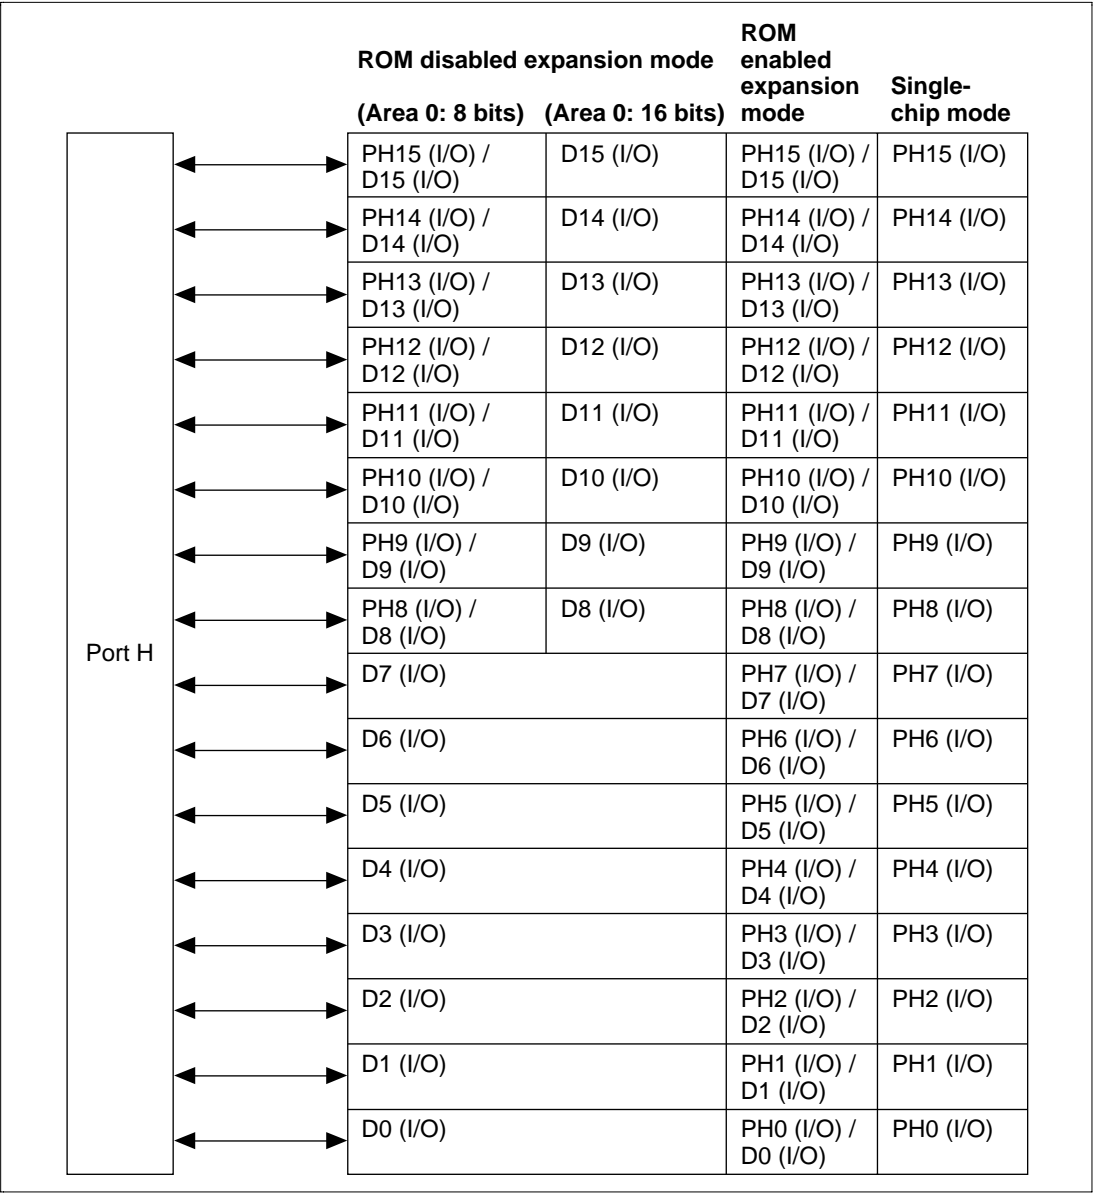 ROM disabled expansion mode
(Area 0: 8 bits) (Area 0: 16 bits)
ROM
enabled
expansion
mode
Single-
chip mode
Port H
PH15 (I/O) /
D15 (I/O)
D15 (I/O)
PH15 (I/O) /
D15 (I/O)
PH15 (I/O)
PH14 (I/O) /
D14 (I/O)
D14 (I/O)
PH14 (I/O) /
D14 (I/O)
PH14 (I/O)
PH13 (I/O) /
D13 (I/O)
D13 (I/O)
PH13 (I/O) /
D13 (I/O)
PH13 (I/O)
PH12 (I/O) /
D12 (I/O)
D12 (I/O)
PH12 (I/O) /
D12 (I/O)
PH12 (I/O)
PH11 (I/O) /
D11 (I/O)
D11 (I/O)
PH11 (I/O) /
D11 (I/O)
PH11 (I/O)
PH10 (I/O) /
D10 (I/O)
D10 (I/O)
PH10 (I/O) /
D10 (I/O)
PH10 (I/O)
PH9 (I/O) /
D9 (I/O)
D9 (I/O)
PH9 (I/O) /
D9 (I/O)
PH9 (I/O)
PH8 (I/O) /
D8 (I/O)
D8 (I/O)
PH8 (I/O) /
D8 (I/O)
PH8 (I/O)
D7 (I/O)
PH7 (I/O) /
D7 (I/O)
PH7 (I/O)
D6 (I/O)
PH6 (I/O) /
D6 (I/O)
PH6 (I/O)
D5 (I/O)
PH5 (I/O) /
D5 (I/O)
PH5 (I/O)
D4 (I/O)
PH4 (I/O) /
D4 (I/O)
PH4 (I/O)
D3 (I/O)
PH3 (I/O) /
D3 (I/O)
PH3 (I/O)
D2 (I/O)
PH2 (I/O) /
D2 (I/O)
PH2 (I/O)
D1 (I/O)
PH1 (I/O) /
D1 (I/O)
PH1 (I/O)
D0 (I/O)
PH0 (I/O) /
D0 (I/O)
PH0 (I/O)